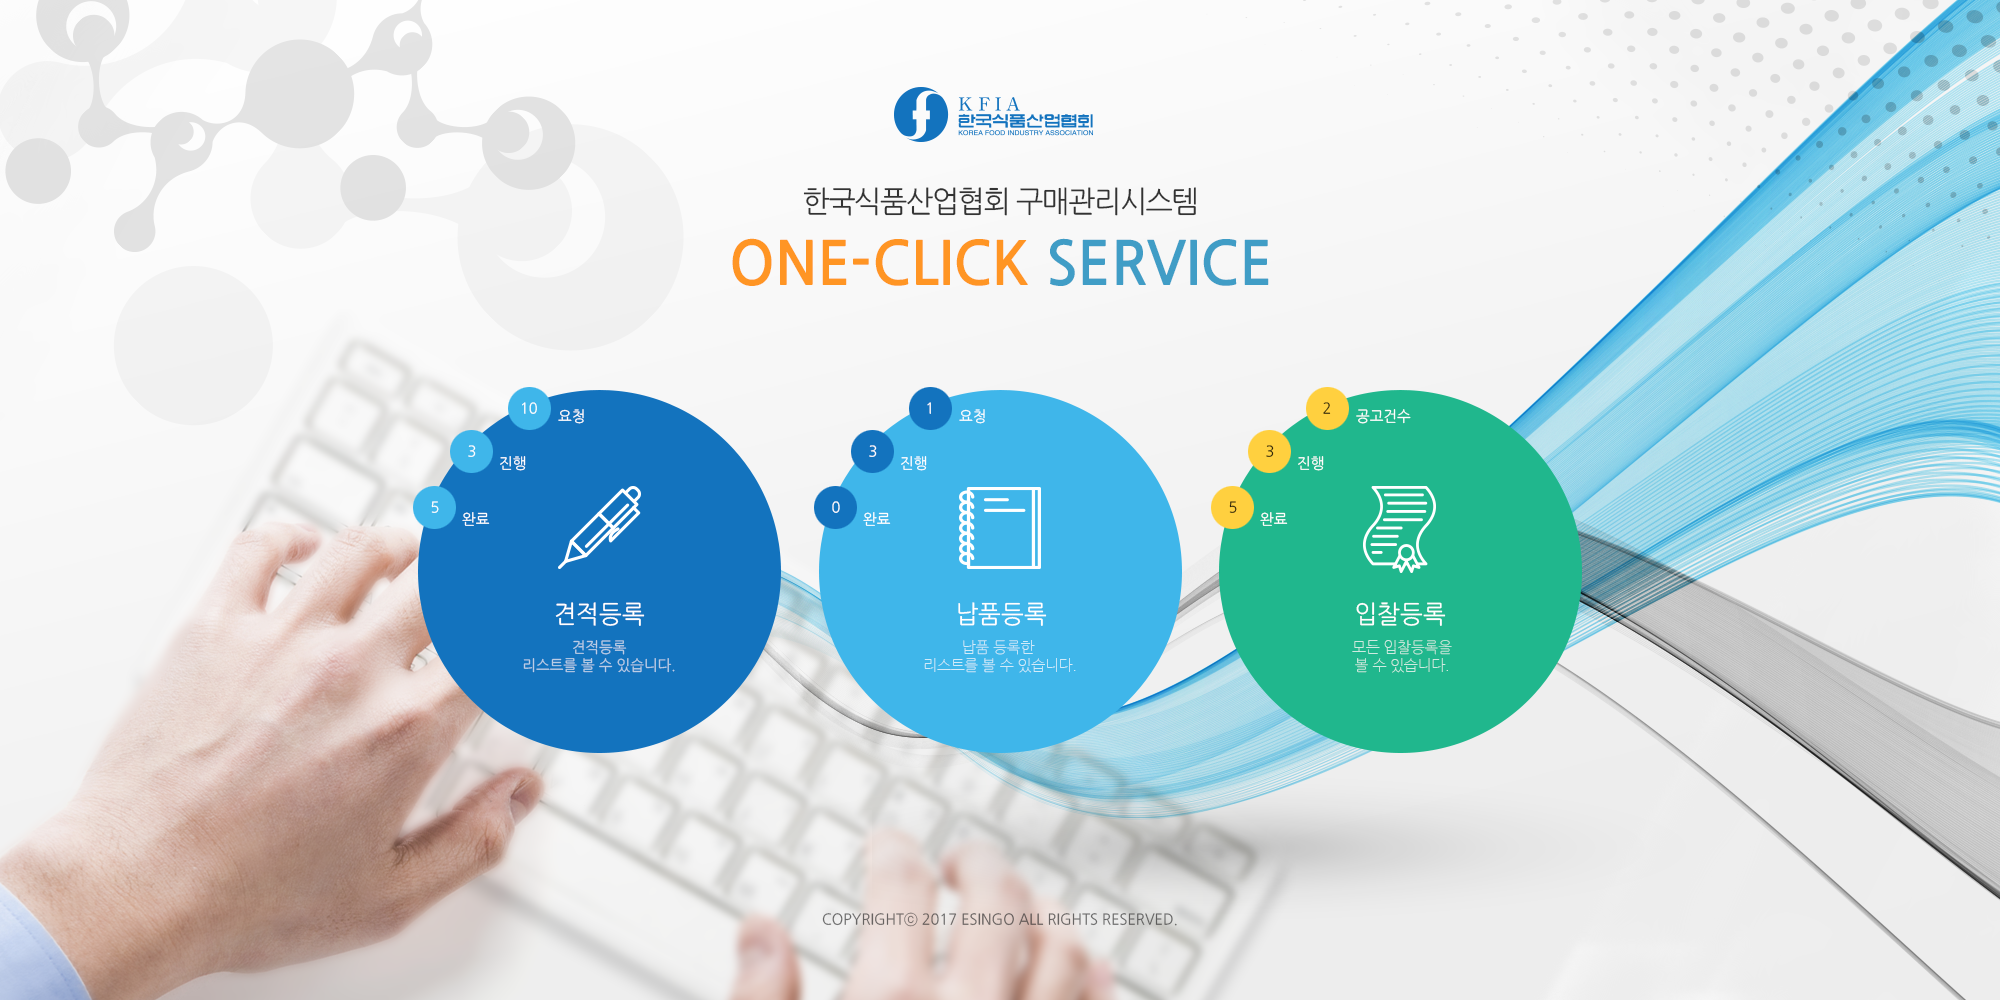 KFIA
한국식품산업협회
KOREA FOOD INDUSTRY ASSOCIATION
한국식품산업협회 구매관리시스템
ONE-CLICK SERVICE
10 요청
3 진행
5 완료
견적등록
견적등록
리스트를 볼 수 있습니다.
1 요청
3 진행
0 완료
납품등록
납품 등록한
리스트를 볼 수 있습니다.
2 공고건수
3 진행
5 완료
입찰등록
모든 입찰등록을
볼 수 있습니다.
COPYRIGHTⓒ 2017 ESINGO ALL RIGHTS RESERVED.